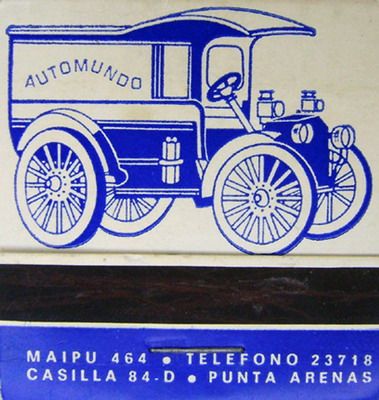 AUTOMUNDO
MAIPU 464 • TELEFONO 23718
CASILLA 84-D • PUNTA ARENAS